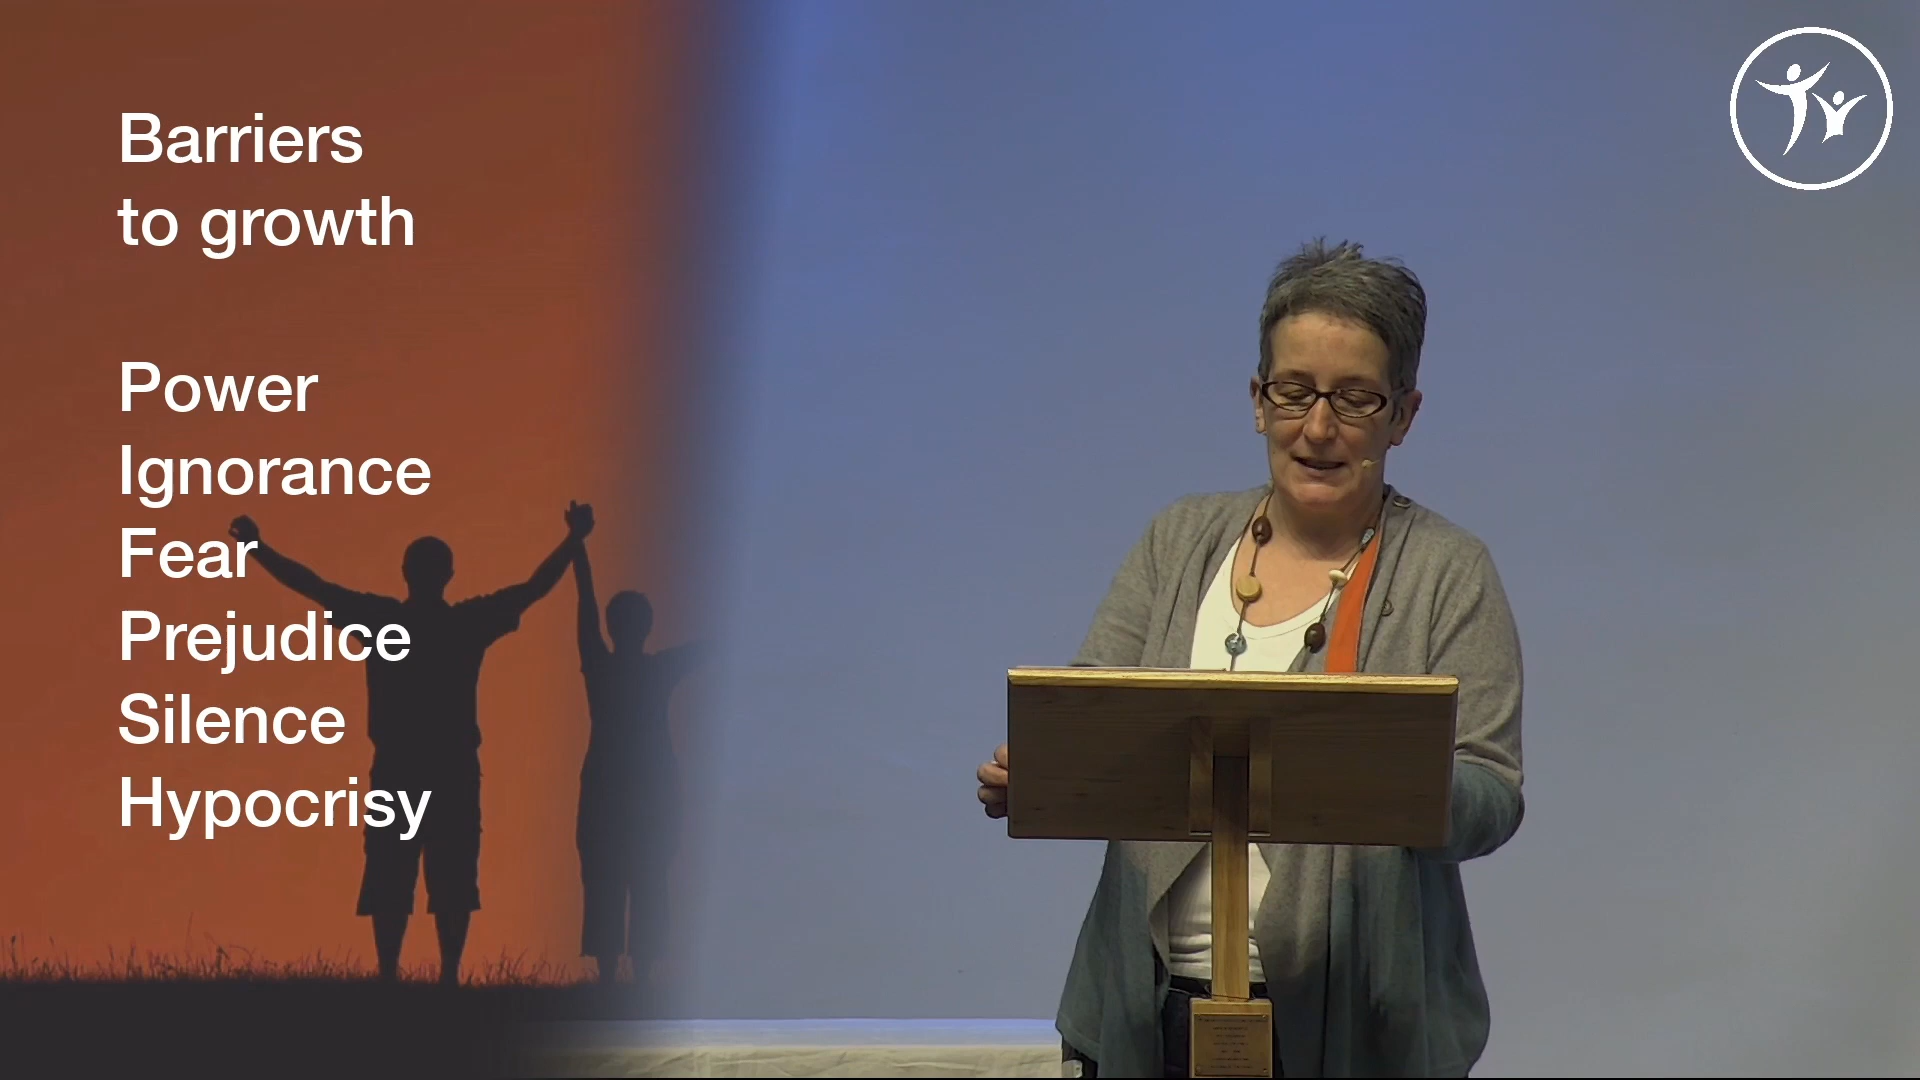 Barriers
to growth
Power
Ignorance
Fear
Prejudice
Silence
Hypocrisy